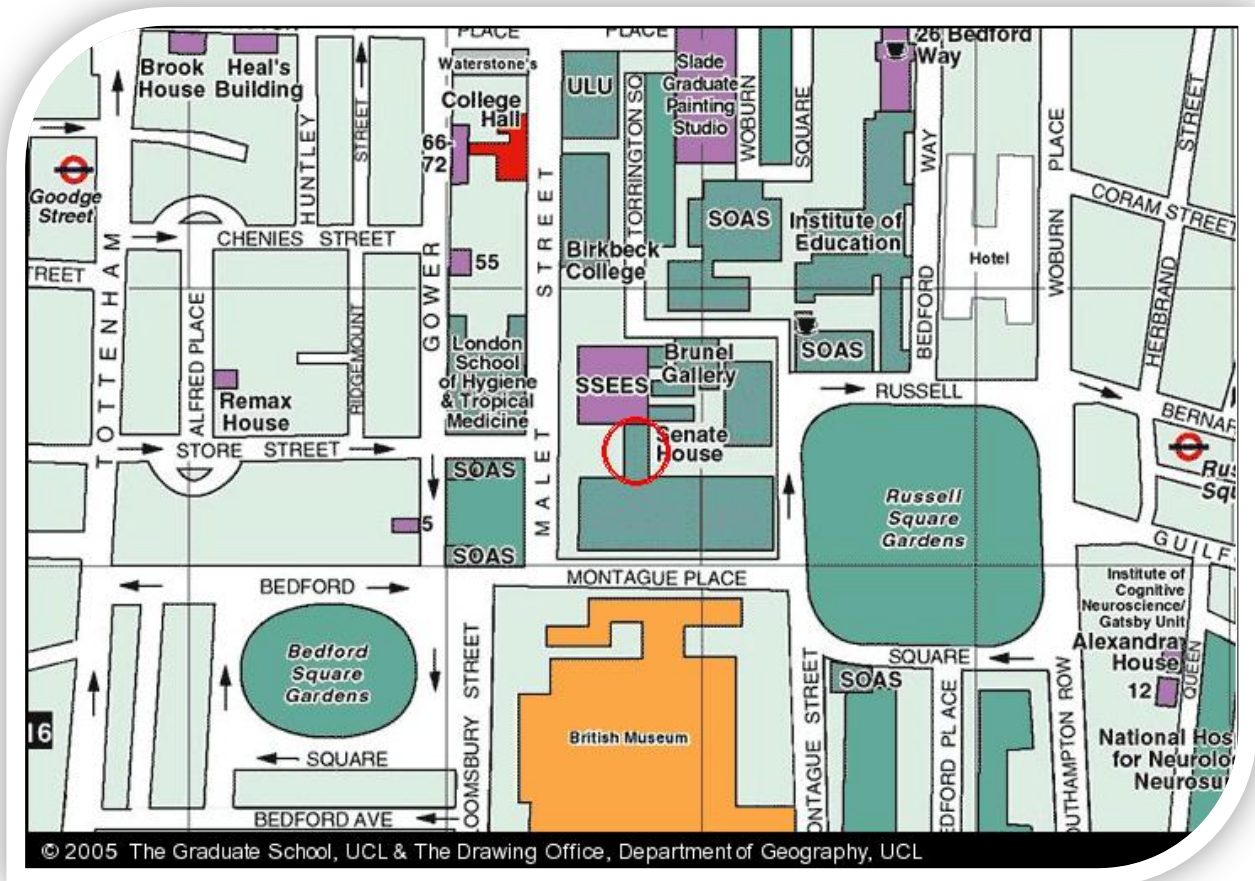 PLACE
PLACE
26 Bedford
Way
Brook
House
Heal's
Building
Waterstone's
College
Hall
ULU
Slade
Graduate
Painting
Studio
TORRINGTON SQ
WOBURN
SQUARE
66-
72
HUNTLEY
STREET
WAY
PLACE
STREET
Goodge
Street
CORAM STREET
STREET
SOAS
Institute of
Education
CHENIES STREET
Birkbeck
College
55
Hotel
TREET
TOTTENHAM
ALFRED PLACE
RIDGEMOUNT
GOWER
BEDFORD
WOBURN
HERBRAND
London
School
of Hygiene
& Tropical
Medicine
Brunel
Gallery
SSEES
SOAS
RUSSELL
Remax
House
BERNAR
STORE STREET
Senate
House
MALET
SOAS
Rus
Squ
Russell
Square
Gardens
5
SOAS
GUILF
MONTAGUE PLACE
BEDFORD
Institute of
Cognitive
Neuroscience/
Gatsby Unit
Alexandra
House
12
QUEEN
Bedford
Square
Gardens
SQUARE
SOAS
LOOMSBURY STREET
MONTAGUE STREET
BEDFORD PLACE
OUTHAMPTON ROW
16
British Museum
National Hos
for Neurolo
Neurosu
SQUARE
BEDFORD AVE
© 2005 The Graduate School, UCL & The Drawing Office, Department of Geography, UCL